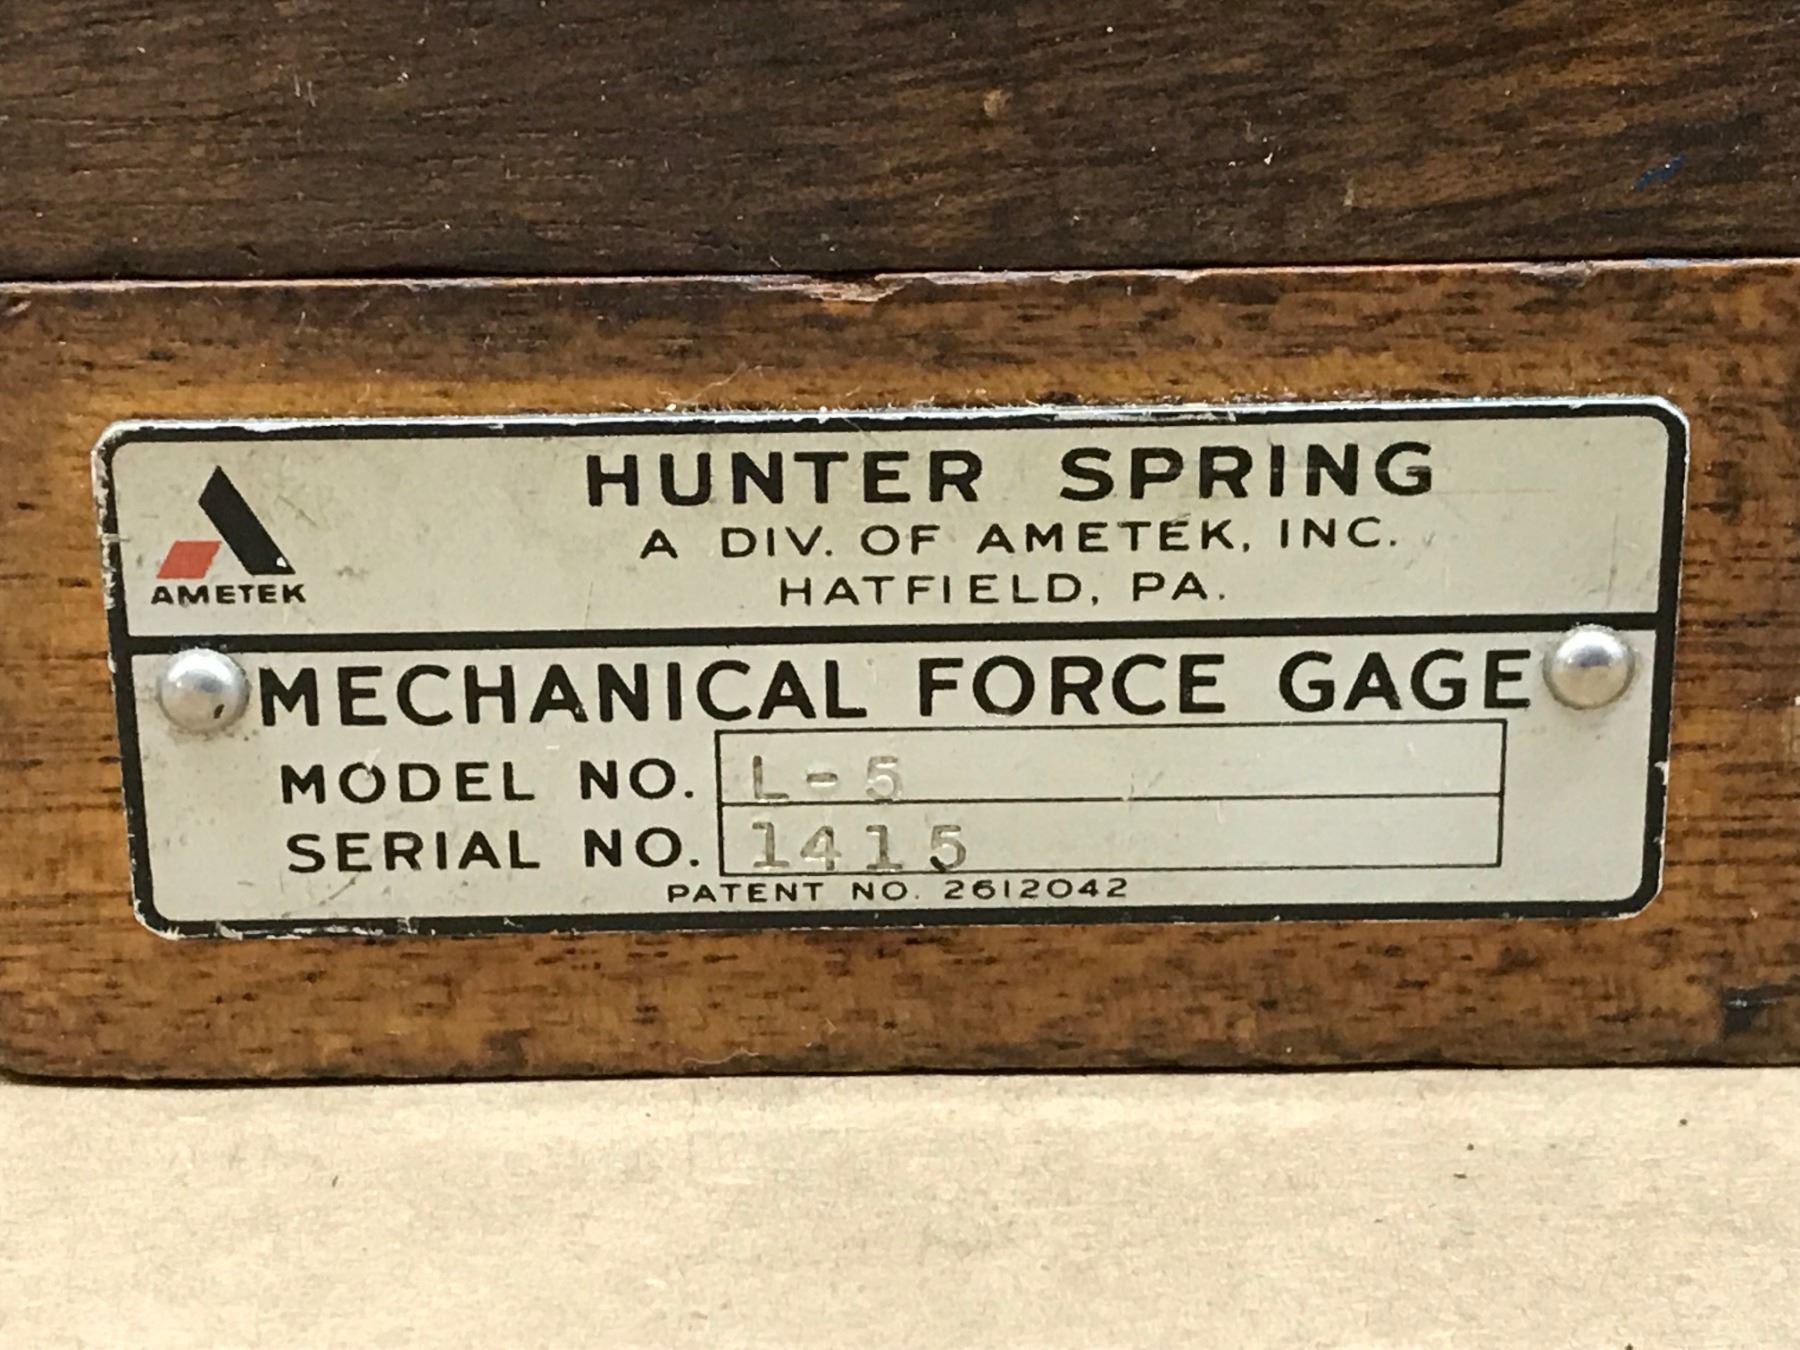 HUNTER SPRING
A DIV. OF AMETEK, INC.
HATFIELD, PA.
AMETEK
MECHANICAL FORCE GAGE
MODEL NO. L-5
SERIAL NO. 1415
PATENT NO. 2612042